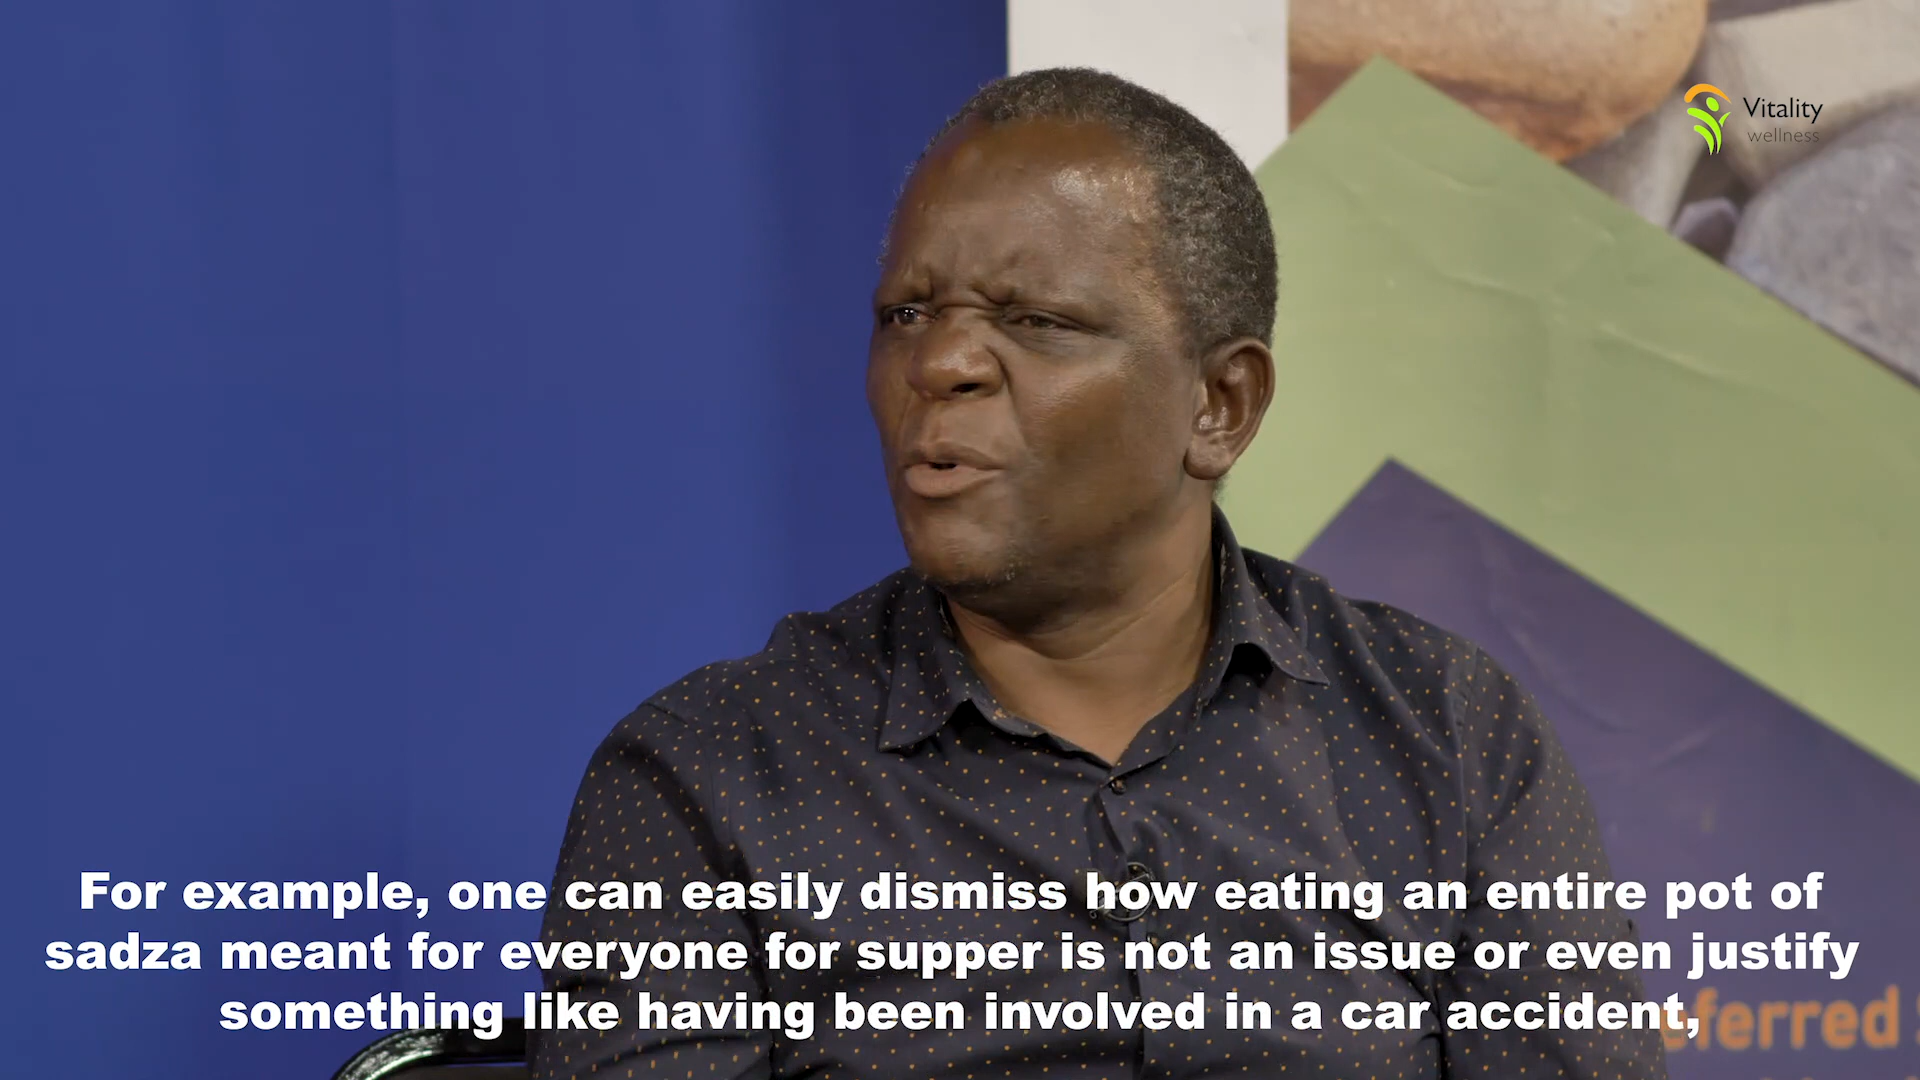 Vitality
wellness
For example, one can easily dismiss how eating an entire pot of
sadza meant for everyone for supper is not an issue or even justify
something like having been involved in a car accident,
ferred